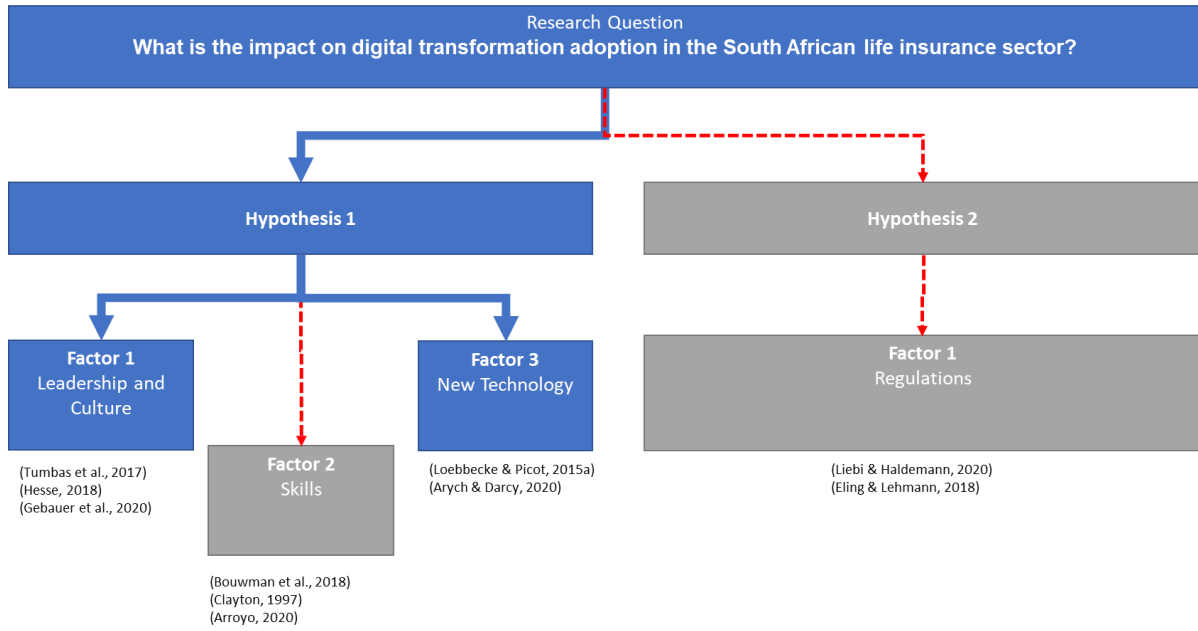 Research Question
What is the impact on digital transformation adoption in the South African life insurance sector?
Hypothesis 1
Hypothesis 2
Factor 1
Leadership and
Culture
(Tumbas et al., 2017)
(Hesse, 2018)
(Gebauer et al., 2020)
Factor 2
Skills
(Bouwman et al., 2018)
(Clayton, 1997)
(Arroyo, 2020)
Factor 3
New Technology
(Loebbecke & Picot, 2015a)
(Arych & Darcy, 2020)
Factor 1
Regulations
(Liebi & Haldemann, 2020)
(Eling & Lehmann, 2018)